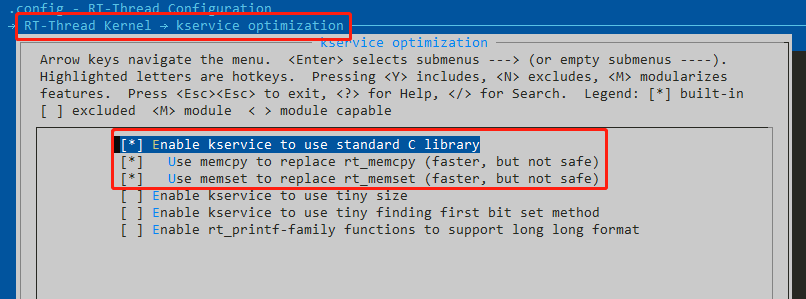 .config - RT-Thread Configuration
→ RT-Thread Kernel → kservice optimization
kservice optimization
Arrow keys navigate the menu.  <Enter> selects submenus ---> (or empty submenus ----).
Highlighted letters are hotkeys.  Pressing <Y> includes, <N> excludes, <M> modularizes
features.  Press <Esc><Esc> to exit, <?> for Help, </> for Search.  Legend: [*] built-in
[ ] excluded  <M> module  < > module capable
[*] Enable kservice to use standard C library
[*]   Use memcpy to replace rt_memcpy (faster, but not safe)
[*]   Use memset to replace rt_memset (faster, but not safe)
[ ] Enable kservice to use tiny size
[ ] Enable kservice to use tiny finding first bit set method
[ ] Enable rt_printf-family functions to support long long format